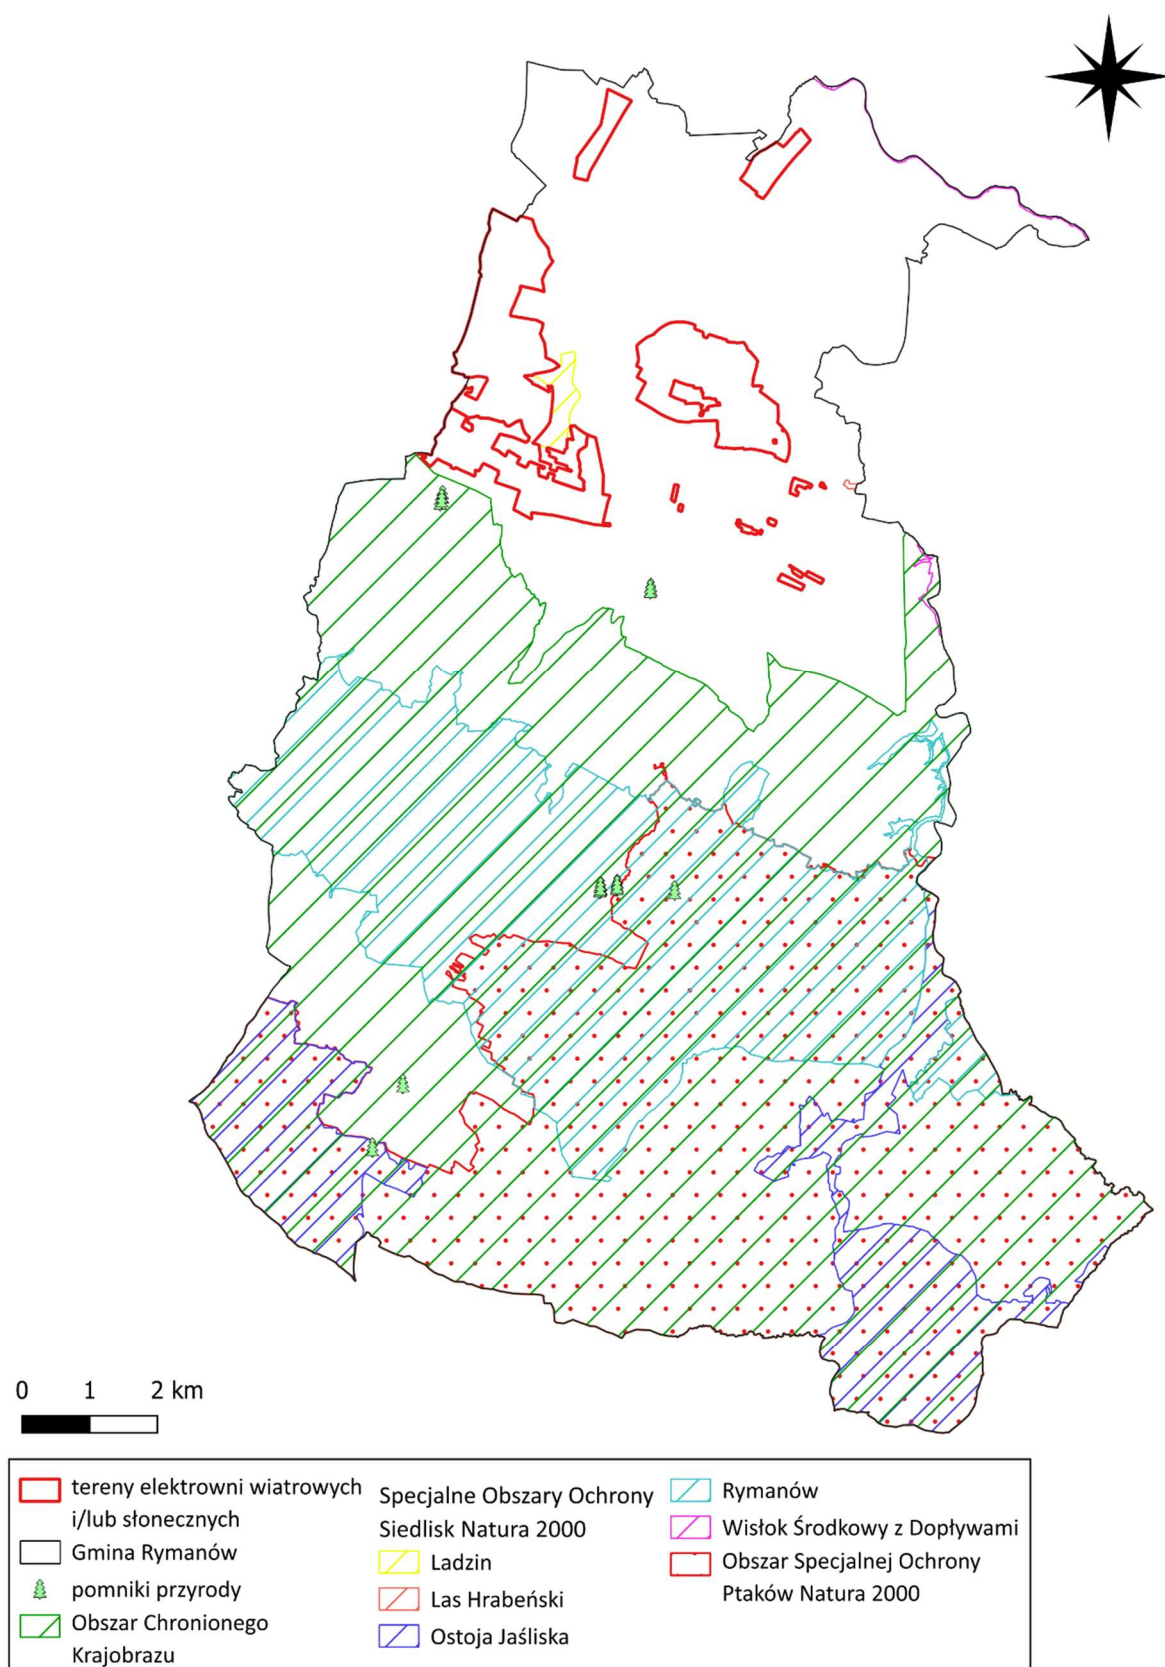 0 1 2 km
tereny elektrowni wiatrowych
i/lub słonecznych
Gmina Rymanów
pomniki przyrody
Obszar Chronionego
Krajobrazu
Specjalne Obszary Ochrony
Siedlisk Natura 2000
Ladzin
Las Hrabeński
Ostoja Jaśliska
Rymanów
Wisłok Środkowy z Dopływami
Obszar Specjalnej Ochrony
Ptaków Natura 2000